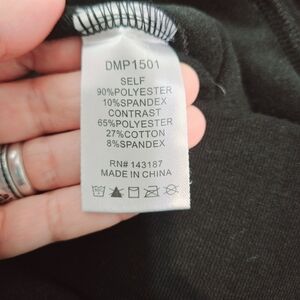 DMP1501
SELF
90%POLYESTER
10%SPANDEX
CONTRAST
65%POLYESTER
27%COTTON
8%SPANDEX
RN# 143187
MADE IN CHINA